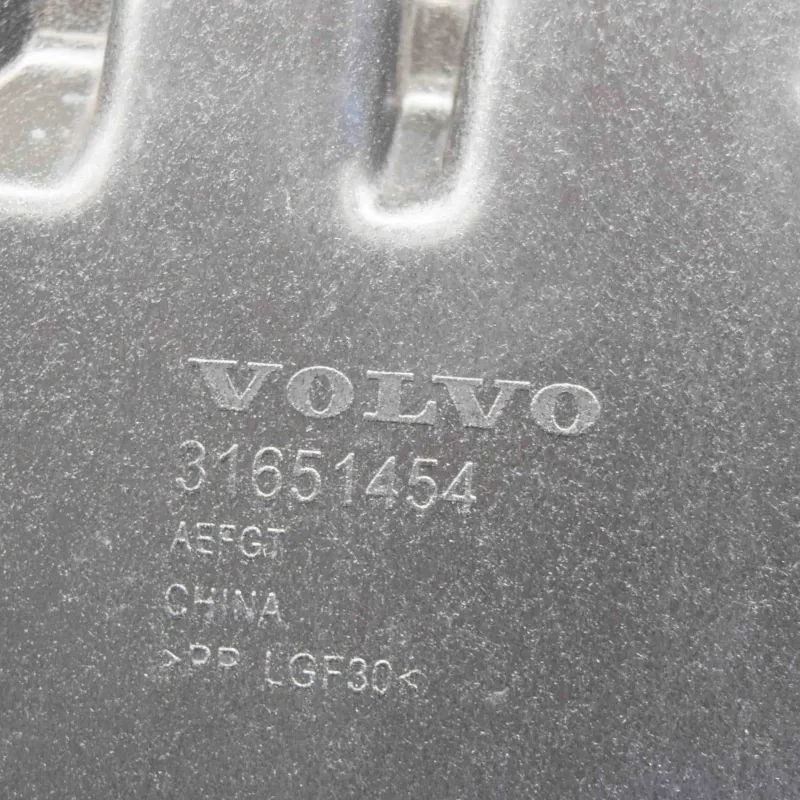 VOLVO
31651454
AEFGT
CHINA
>PP LGF30<